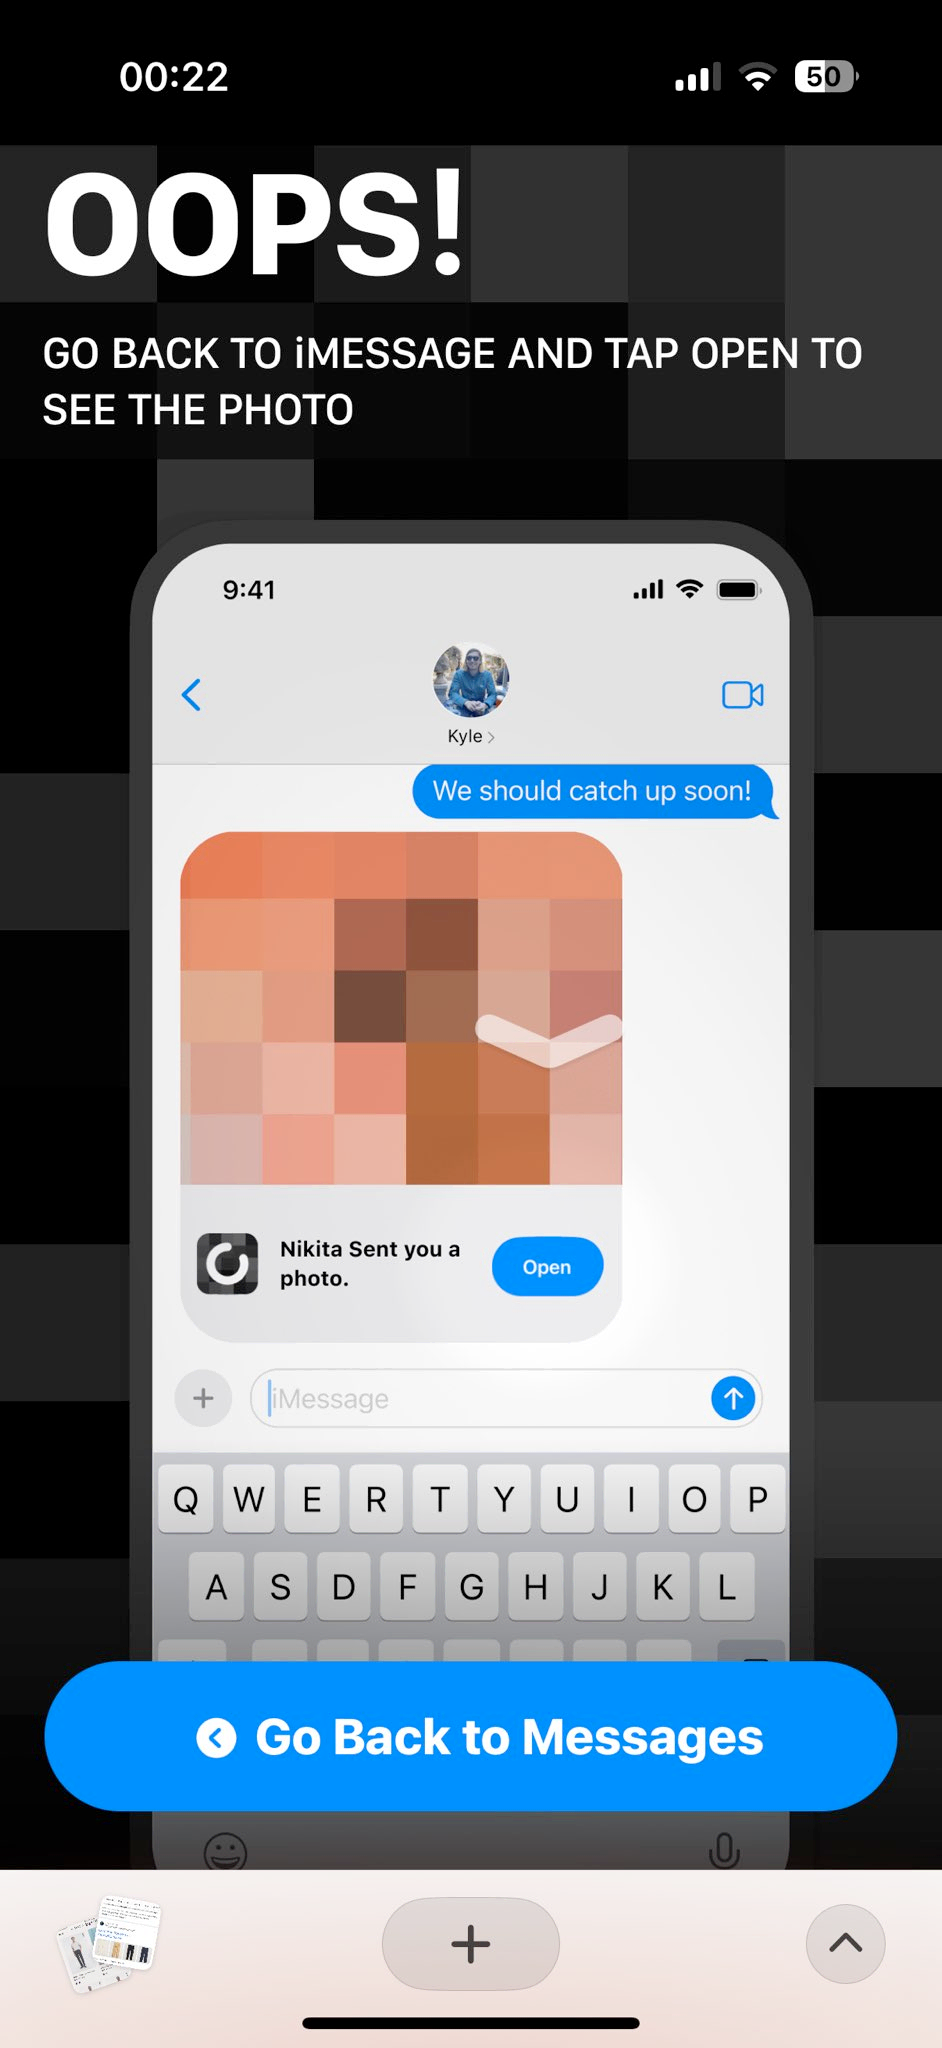 00:22
50
OOPS!
GO BACK TO iMESSAGE AND TAP OPEN TO
SEE THE PHOTO
9:41
Kyle
We should catch up soon!
Nikita Sent you a
photo.
Open
iMessage
Q W E R T Y U I O P
A S D F G H J K L
Go Back to Messages